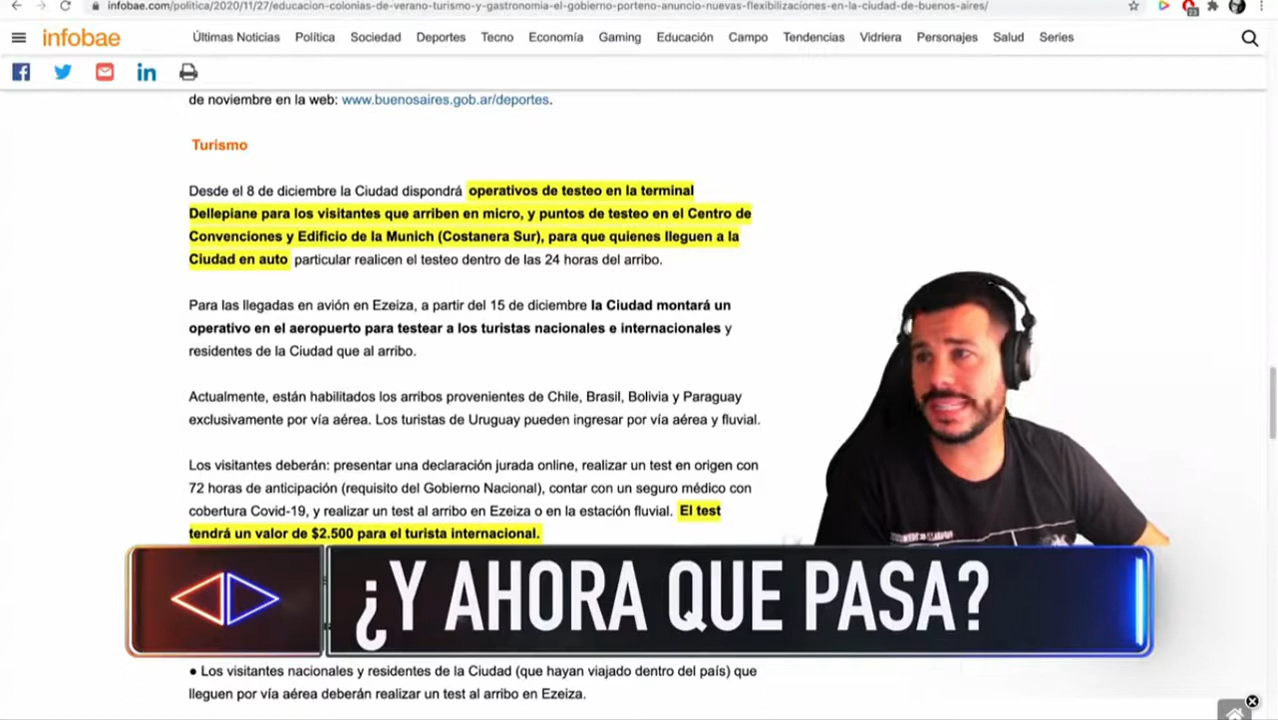 infobae.com/politica/2020/11/27/educacion-colonias-de-verano-turismo-y-gastronomia-el-gobierno-porteno-anuncio-nuevas-flexibilizaciones-en-la-ciudad-de-buenos-aires/
23
infobae Últimas Noticias Política Sociedad Deportes Tecno Economía Gaming Educación Campo Tendencias Vidriera Personajes Salud Series
de noviembre en la web: www.buenosaires.gob.ar/deportes.
Turismo
Desde el 8 de diciembre la Ciudad dispondrá operativos de testeo en la terminal
Dellepiane para los visitantes que arriben en micro, y puntos de testeo en el Centro de
Convenciones y Edificio de la Munich (Costanera Sur), para que quienes lleguen a la
Ciudad en auto particular realicen el testeo dentro de las 24 horas del arribo.
Para las llegadas en avión en Ezeiza, a partir del 15 de diciembre la Ciudad montará un
operativo en el aeropuerto para testear a los turistas nacionales e internacionales y
residentes de la Ciudad que al arribo.
Actualmente, están habilitados los arribos provenientes de Chile, Brasil, Bolivia y Paraguay
exclusivamente por vía aérea. Los turistas de Uruguay pueden ingresar por vía aérea y fluvial.
Los visitantes deberán: presentar una declaración jurada online, realizar un test en origen con
72 horas de anticipación (requisito del Gobierno Nacional), contar con un seguro médico con
cobertura Covid-19, y realizar un test al arribo en Ezeiza o en la estación fluvial. El test
tendrá un valor de $2.500 para el turista internacional.
¿Y AHORA QUE PASA?
● Los visitantes nacionales y residentes de la Ciudad (que hayan viajado dentro del país) que
lleguen por vía aérea deberán realizar un test al arribo en Ezeiza.